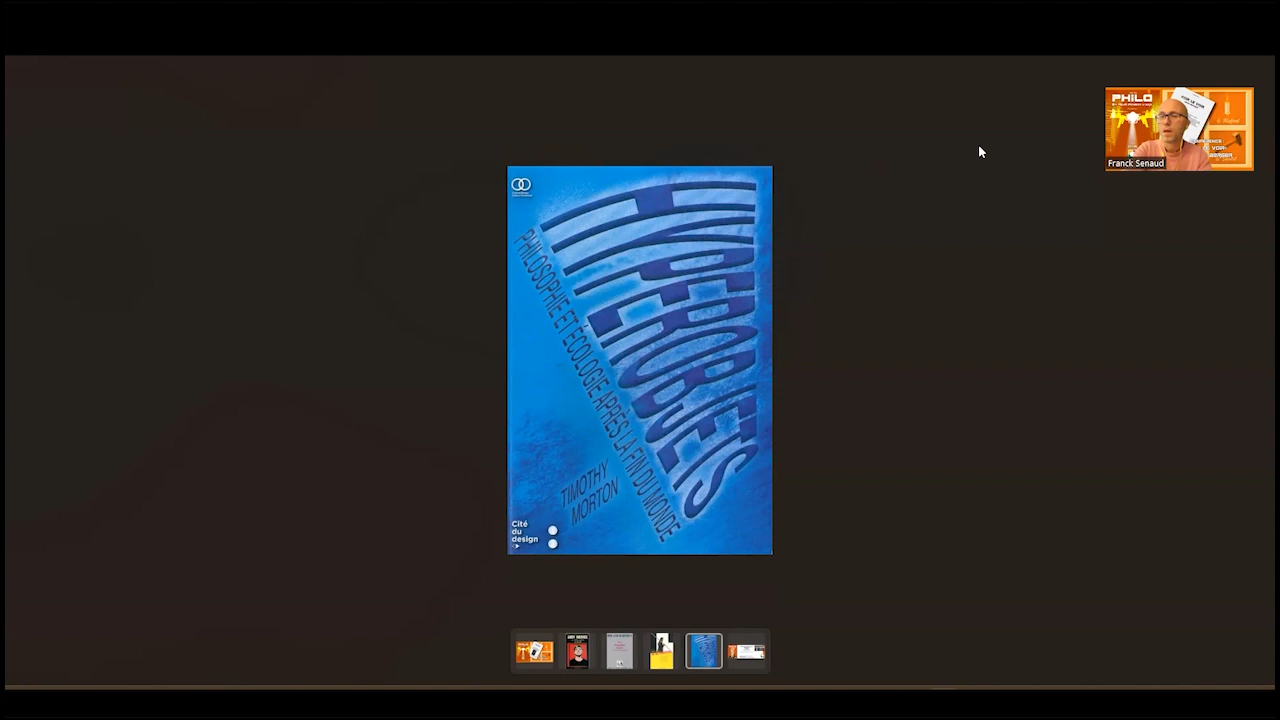 HYPEROBJETS
PHILOSOPHIE ET ÉCOLOGIE APRÈS LA FIN DU MONDE
TIMOTHY
MORTON
Cité
du
design
PHILO
Franck Senaud